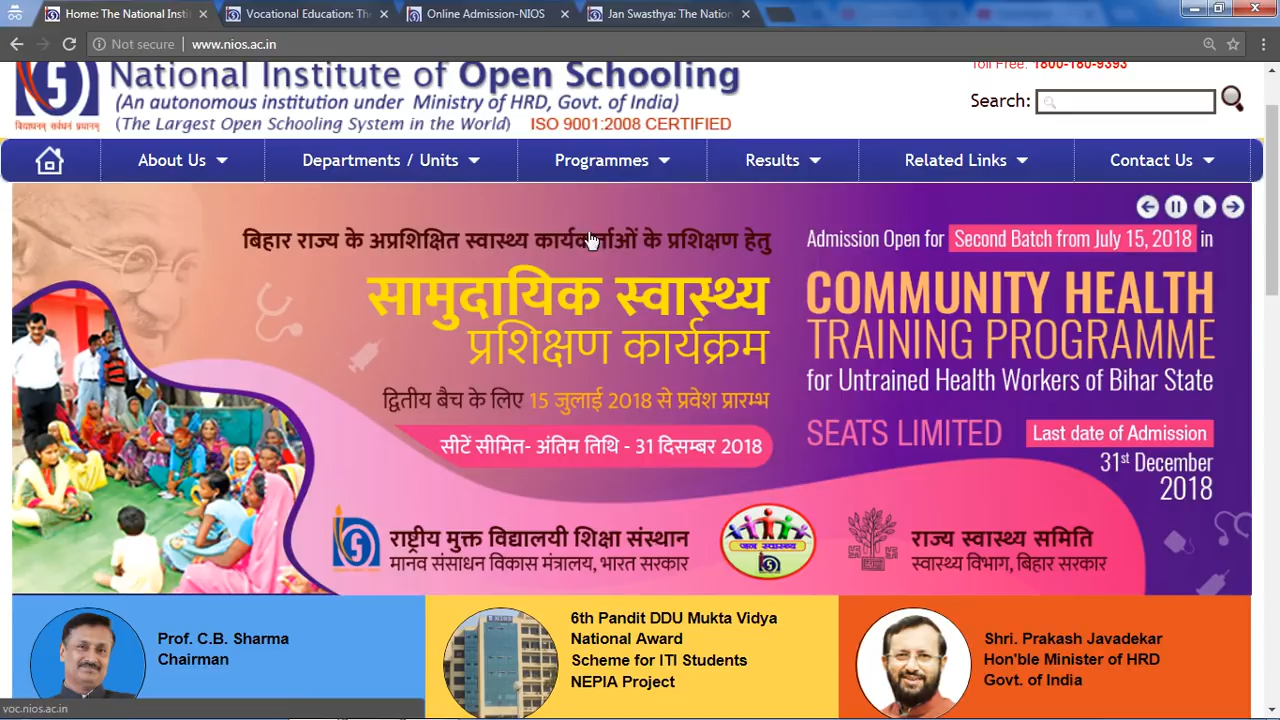 Home: The National Insti
Vocational Education: Th
Online Admission-NIOS
Jan Swasthya: The Nation
Not secure
www.nios.ac.in
National Institute of Open Schooling
(An autonomous institution under Ministry of HRD, Govt. of India)
(The Largest Open Schooling System in the World) ISO 9001:2008 CERTIFIED
विद्याधनम् सर्वधनं प्रधानम्
Toll Free: 1800-180-9393
Search:
About Us
Departments / Units
Programmes
Results
Related Links
Contact Us
बिहार राज्य के अप्रशिक्षित स्वास्थ्य कार्यकर्ताओं के प्रशिक्षण हेतु
सामुदायिक स्वास्थ्य
प्रशिक्षण कार्यक्रम
द्वितीय बैच के लिए 15 जुलाई 2018 से प्रवेश प्रारम्भ
सीटें सीमित- अंतिम तिथि - 31 दिसम्बर 2018
Admission Open for Second Batch from July 15, 2018 in
COMMUNITY HEALTH
TRAINING PROGRAMME
for Untrained Health Workers of Bihar State
SEATS LIMITED
Last date of Admission
31st December
2018
राष्ट्रीय मुक्त विद्यालयी शिक्षा संस्थान
मानव संसाधन विकास मंत्रालय, भारत सरकार
जन स्वास्थ्य
राज्य स्वास्थ्य समिति
स्वास्थ्य विभाग, बिहार सरकार
Prof. C.B. Sharma
Chairman
6th Pandit DDU Mukta Vidya
National Award
Scheme for ITI Students
NEPIA Project
Shri. Prakash Javadekar
Hon'ble Minister of HRD
Govt. of India
voc.nios.ac.in